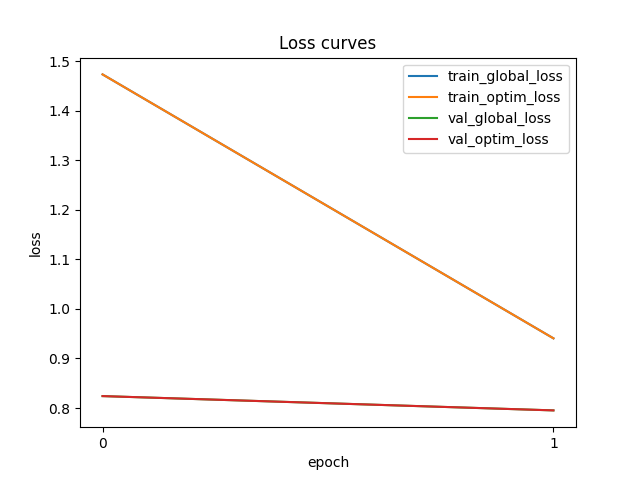 Loss curves
train_global_loss
train_optim_loss
val_global_loss
val_optim_loss
1.5
1.4
1.3
1.2
1.1
1.0
0.9
0.8
loss
0 1
epoch